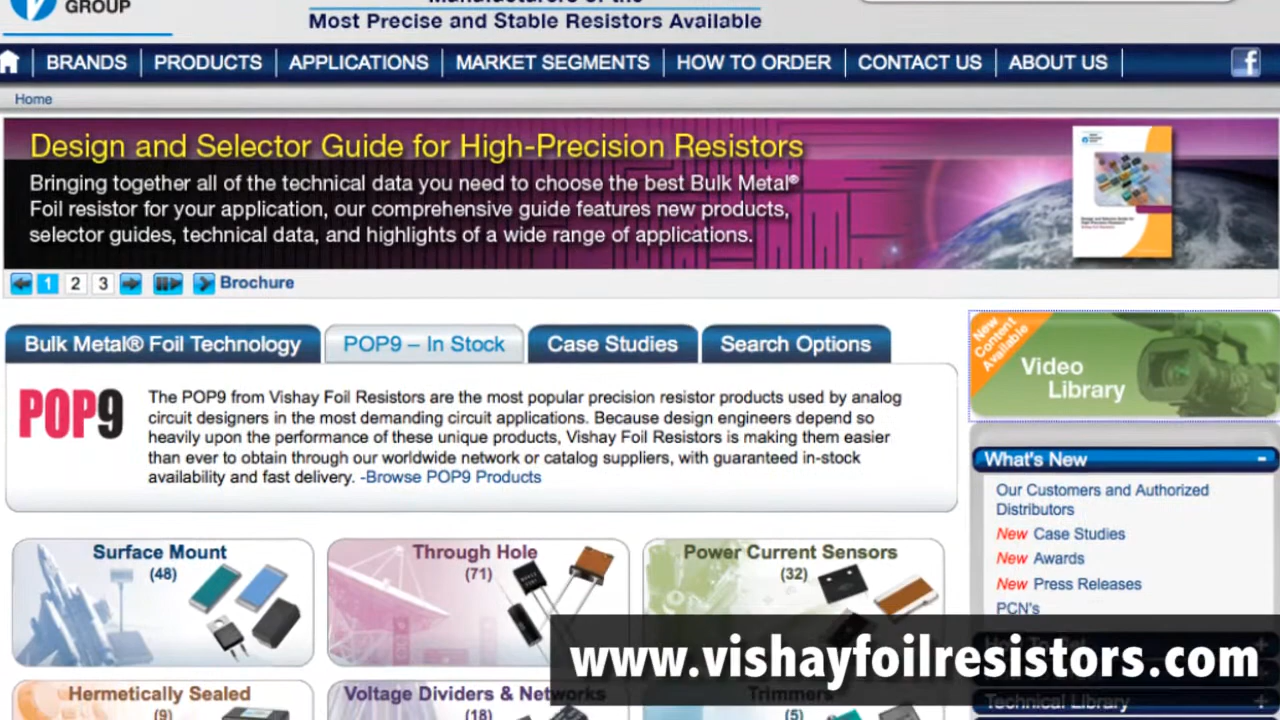 GROUP
Manufacturers of the
Most Precise and Stable Resistors Available
BRANDS
PRODUCTS
APPLICATIONS
MARKET SEGMENTS
HOW TO ORDER
CONTACT US
ABOUT US
f
Home
Design and Selector Guide for High-Precision Resistors
Bringing together all of the technical data you need to choose the best Bulk Metal®
Foil resistor for your application, our comprehensive guide features new products,
selector guides, technical data, and highlights of a wide range of applications.
1 2 3 Brochure
Bulk Metal® Foil Technology
POP9 – In Stock
Case Studies
Search Options
POP9
The POP9 from Vishay Foil Resistors are the most popular precision resistor products used by analog
circuit designers in the most demanding circuit applications. Because design engineers depend so
heavily upon the performance of these unique products, Vishay Foil Resistors is making them easier
than ever to obtain through our worldwide network or catalog suppliers, with guaranteed in-stock
availability and fast delivery. -Browse POP9 Products
New
Content
Available
Video
Library
What's New
Our Customers and Authorized
Distributors
New Case Studies
New Awards
New Press Releases
PCN's
Technical Library
Surface Mount
(48)
Through Hole
(71)
Power Current Sensors
(32)
Hermetically Sealed
(9)
Voltage Dividers & Networks
(18)
Trimmers
(5)
www.vishayfoilresistors.com